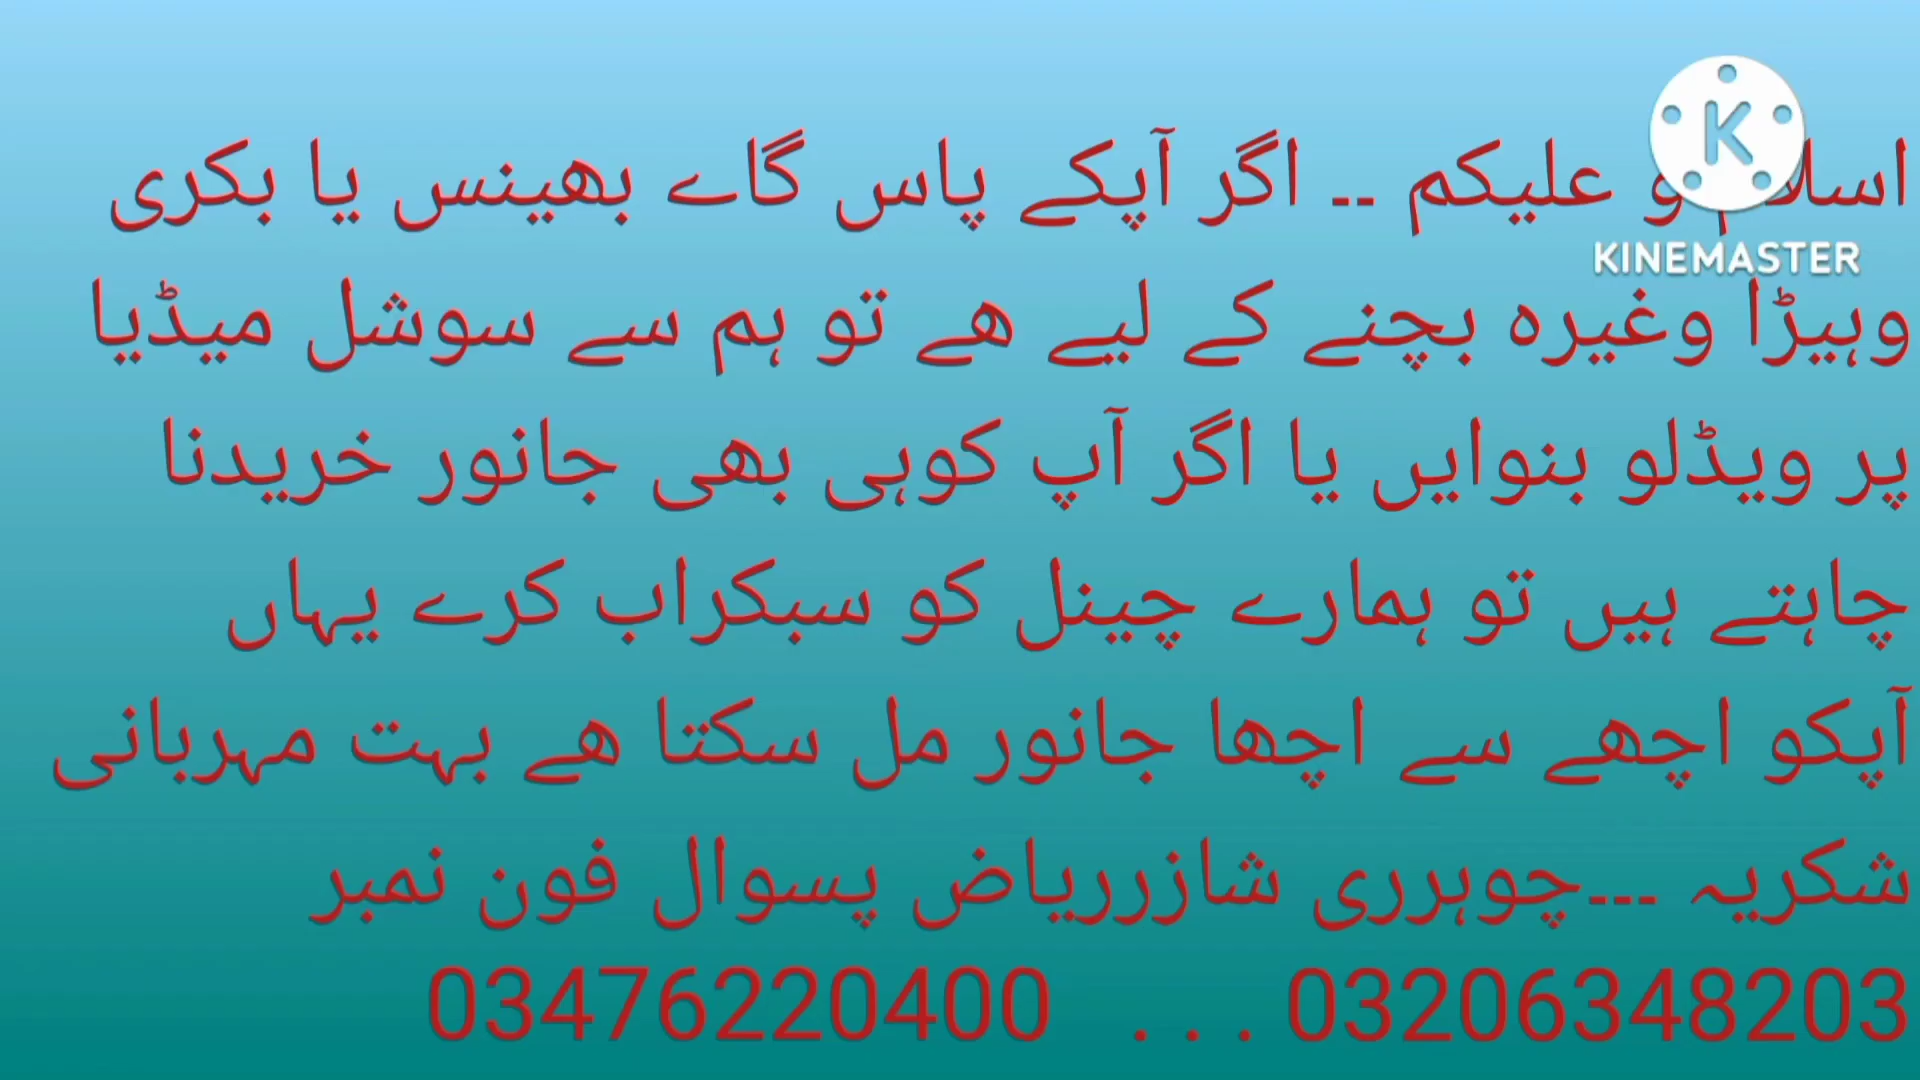 اسلام و علیکم -- اگر آپکے پاس گاے بھینس یا بکری
وہیڑا وغیرہ بچنے کے لیے ھے تو ہم سے سوشل میڈیا
پر ویڈلو بنوایں یا اگر آپ کوہی بھی جانور خریدنا
چاہتے ہیں تو ہمارے چینل کو سبکراب کرے یہاں
آپکو اچھے سے اچھا جانور مل سکتا ھے بہت مہربانی
شکریہ ---چوہرری شازرریاض پسوال فون نمبر
03206348203 . . . 03476220400
K
KINEMASTER